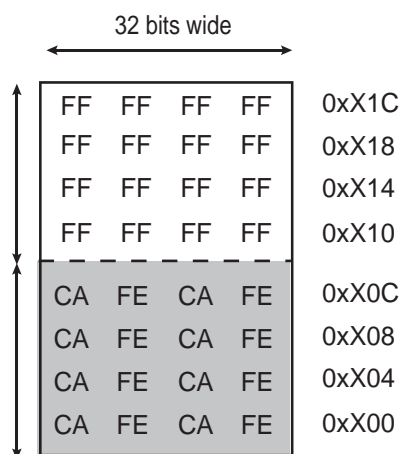 32 bits wide
FF FF FF FF 0xX1C
FF FF FF FF 0xX18
FF FF FF FF 0xX14
FF FF FF FF 0xX10
CA FE CA FE 0xX0C
CA FE CA FE 0xX08
CA FE CA FE 0xX04
CA FE CA FE 0xX00